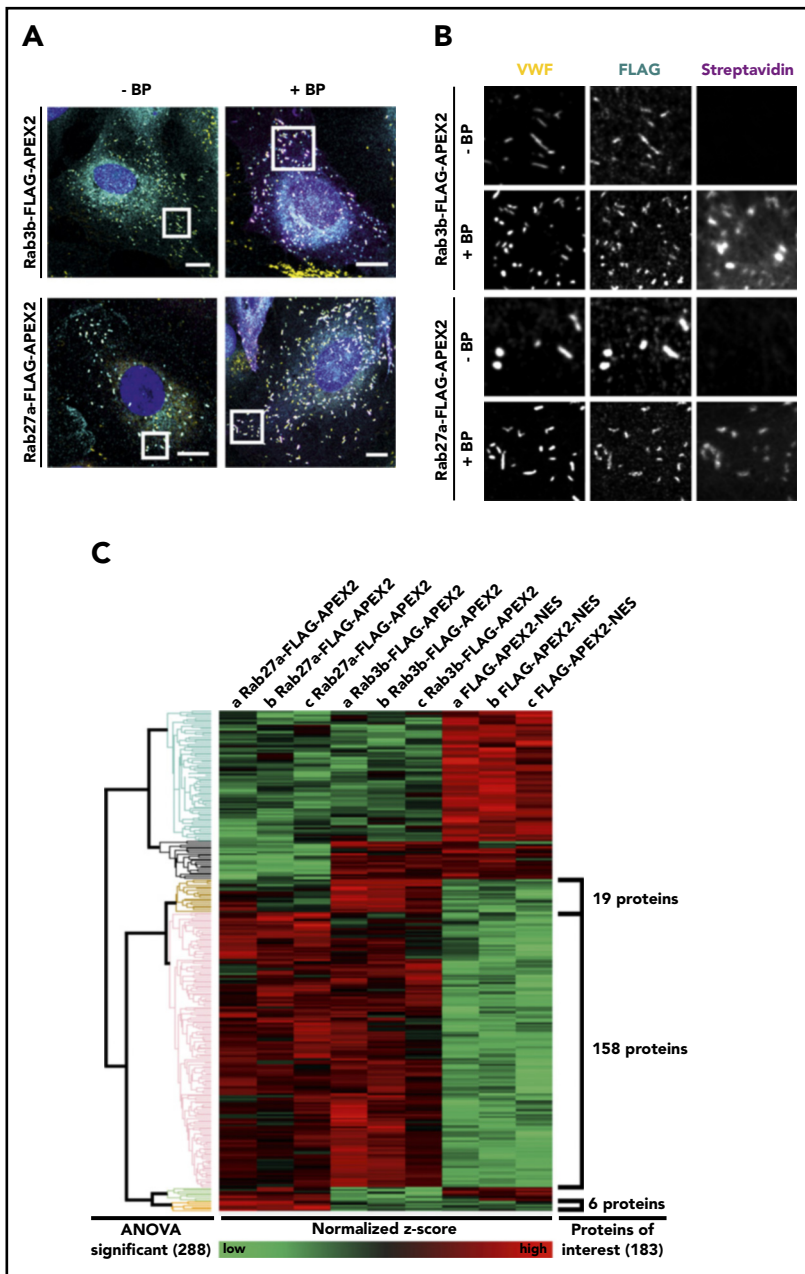 A
- BP
+ BP
Rab3b-FLAG-APEX2
Rab27a-FLAG-APEX2
B
VWF
FLAG
Streptavidin
Rab3b-FLAG-APEX2
- BP
+ BP
Rab27a-FLAG-APEX2
- BP
+ BP
C
a Rab27a-FLAG-APEX2
b Rab27a-FLAG-APEX2
c Rab27a-FLAG-APEX2
a Rab3b-FLAG-APEX2
b Rab3b-FLAG-APEX2
c Rab3b-FLAG-APEX2
a FLAG-APEX2-NES
b FLAG-APEX2-NES
c FLAG-APEX2-NES
19 proteins
158 proteins
6 proteins
ANOVA
significant (288)
Normalized z-score
low
high
Proteins of
interest (183)